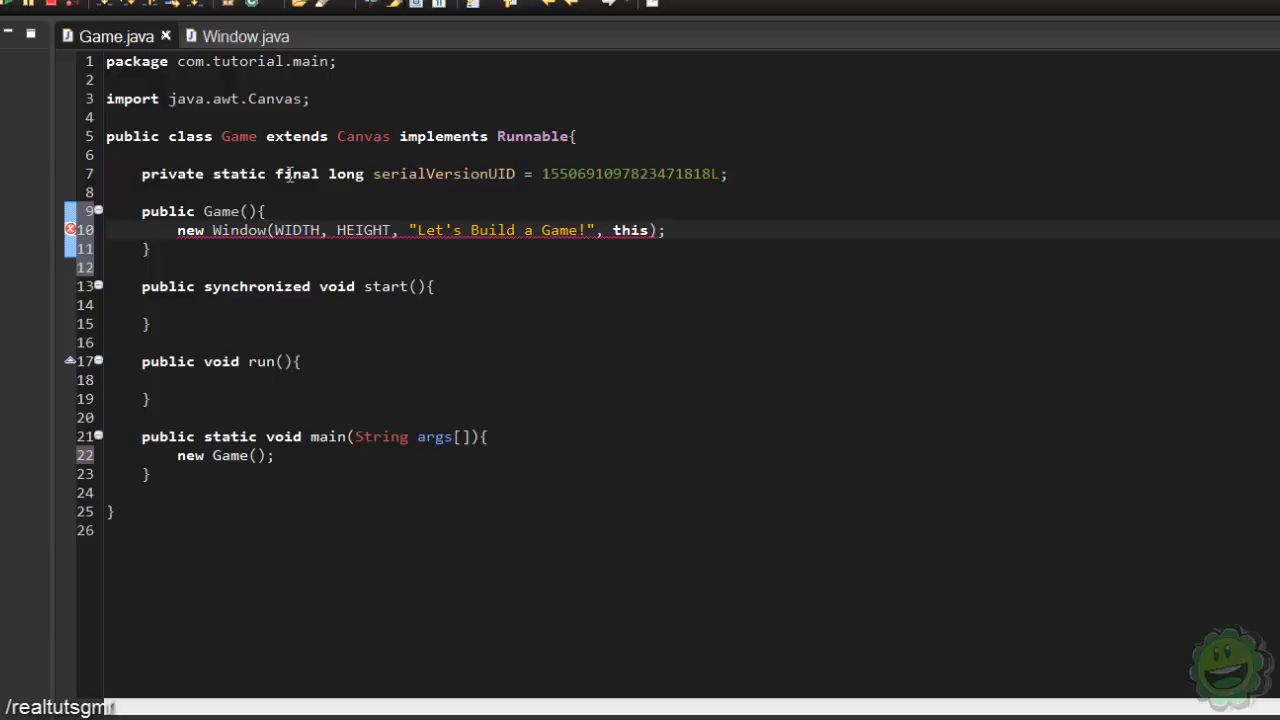 Game.java Window.java
1 package com.tutorial.main;
2
3 import java.awt.Canvas;
4
5 public class Game extends Canvas implements Runnable{
6
7 private static final long serialVersionUID = 1550691097823471818L;
8
9 public Game(){
10 new Window(WIDTH, HEIGHT, "Let's Build a Game!", this);
11 }
12
13 public synchronized void start(){
14
15 }
16
17 public void run(){
18
19 }
20
21 public static void main(String args[]){
22 new Game();
23 }
24
25 }
26
/realtutsgmr